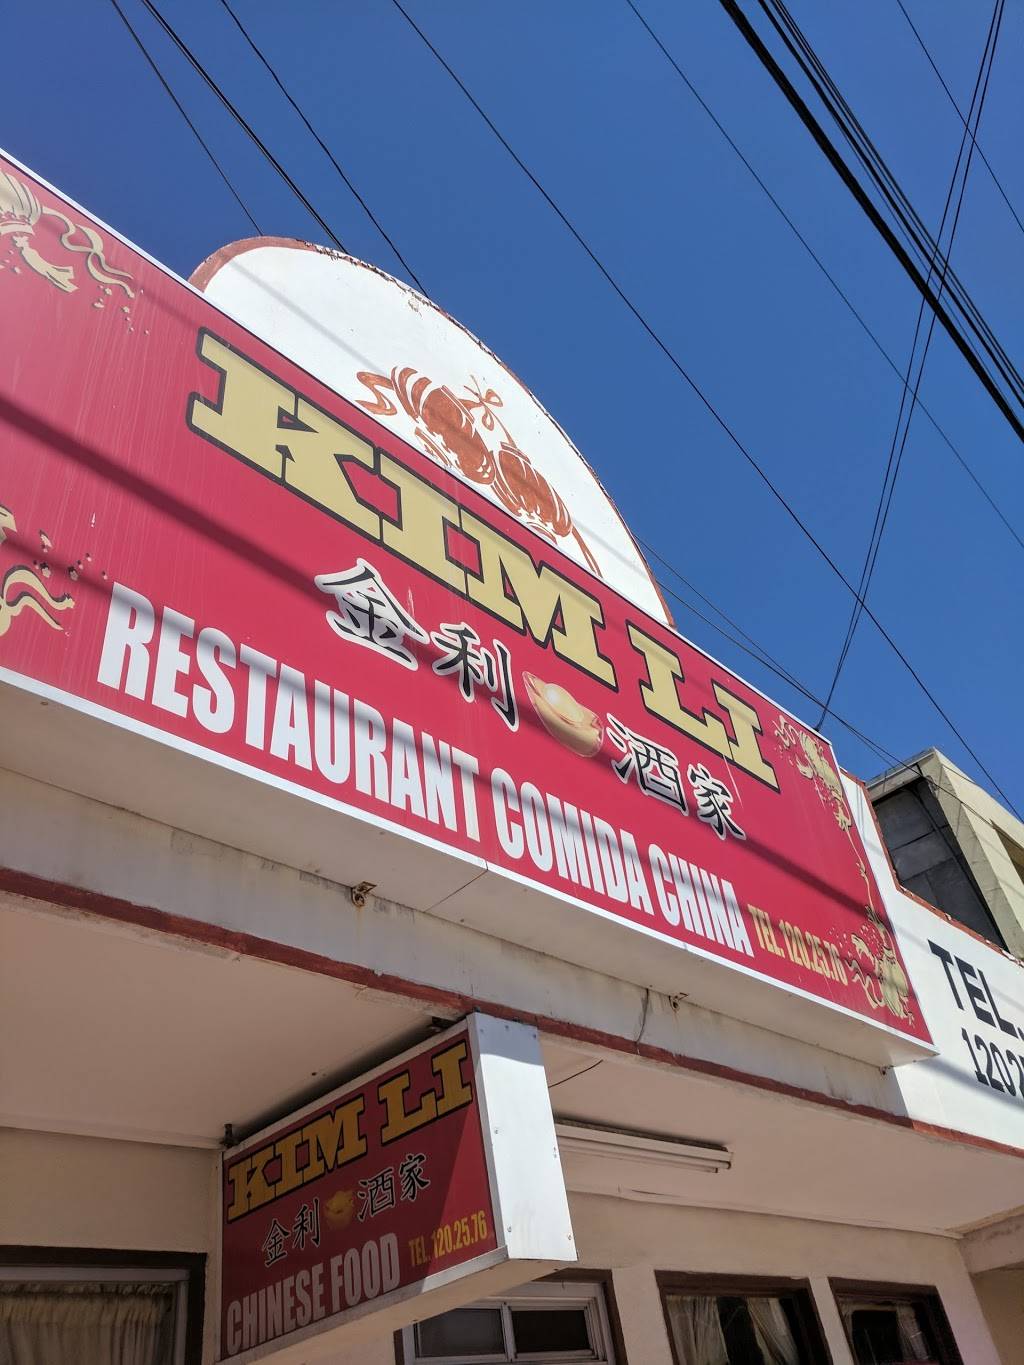 KIM LI
金利酒家
RESTAURANT COMIDA CHINA
TEL. 120.25.76
TEL.
KIM LI
金利酒家
CHINESE FOOD
TEL. 120.25.76